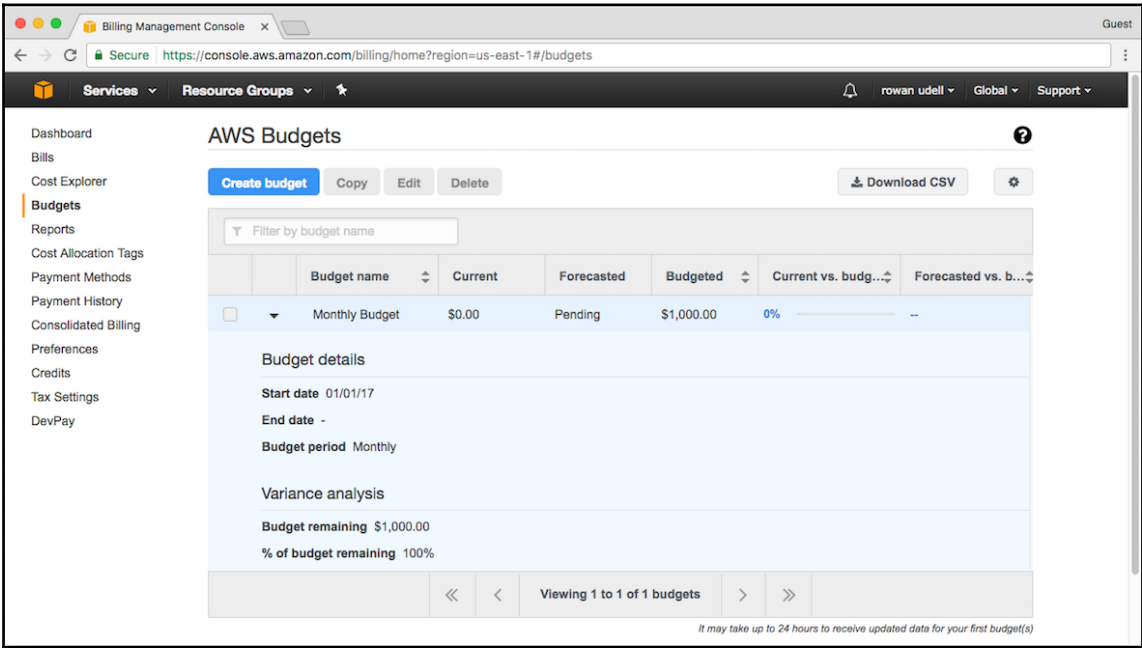 Billing Management Console
Guest
Secure https://console.aws.amazon.com/billing/home?region=us-east-1#/budgets
Services Resource Groups rowan udell Global Support
Dashboard
Bills
Cost Explorer
Budgets
Reports
Cost Allocation Tags
Payment Methods
Payment History
Consolidated Billing
Preferences
Credits
Tax Settings
DevPay
AWS Budgets
Create budget Copy Edit Delete Download CSV
Filter by budget name
Budget name Current Forecasted Budgeted Current vs. budg... Forecasted vs. b...
Monthly Budget $0.00 Pending $1,000.00 0% --
Budget details
Start date 01/01/17
End date -
Budget period Monthly
Variance analysis
Budget remaining $1,000.00
% of budget remaining 100%
Viewing 1 to 1 of 1 budgets
It may take up to 24 hours to receive updated data for your first budget(s)